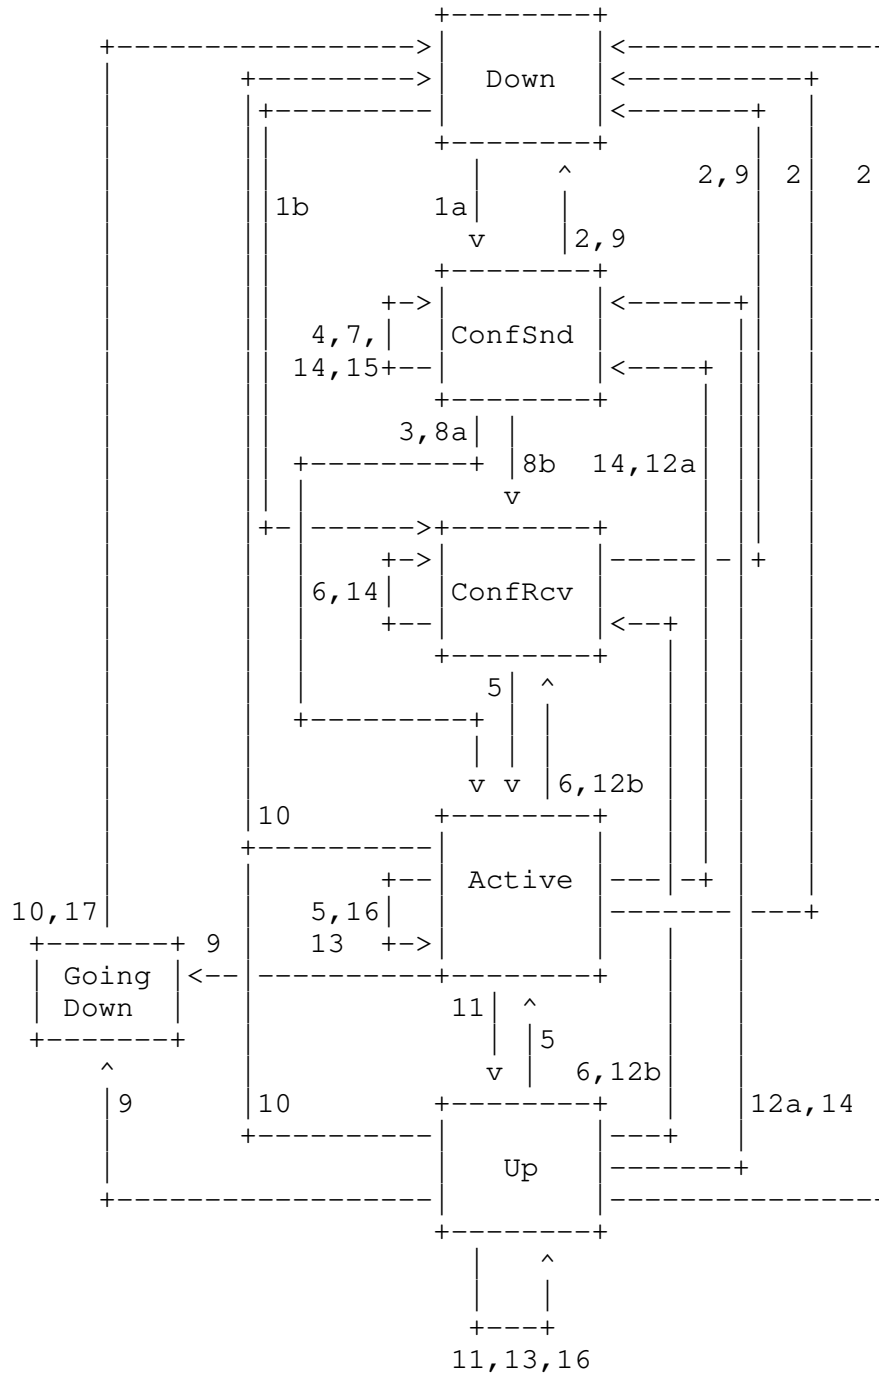 Down
2,9 2 2
1b 1a
2,9
4,7, ConfSnd
14,15
3,8a
8b 14,12a
6,14 ConfRcv
5
6,12b
10
Active
10,17 5,16
9 13
Going
Down 11
5
6,12b
9 10 12a,14
Up
11,13,16